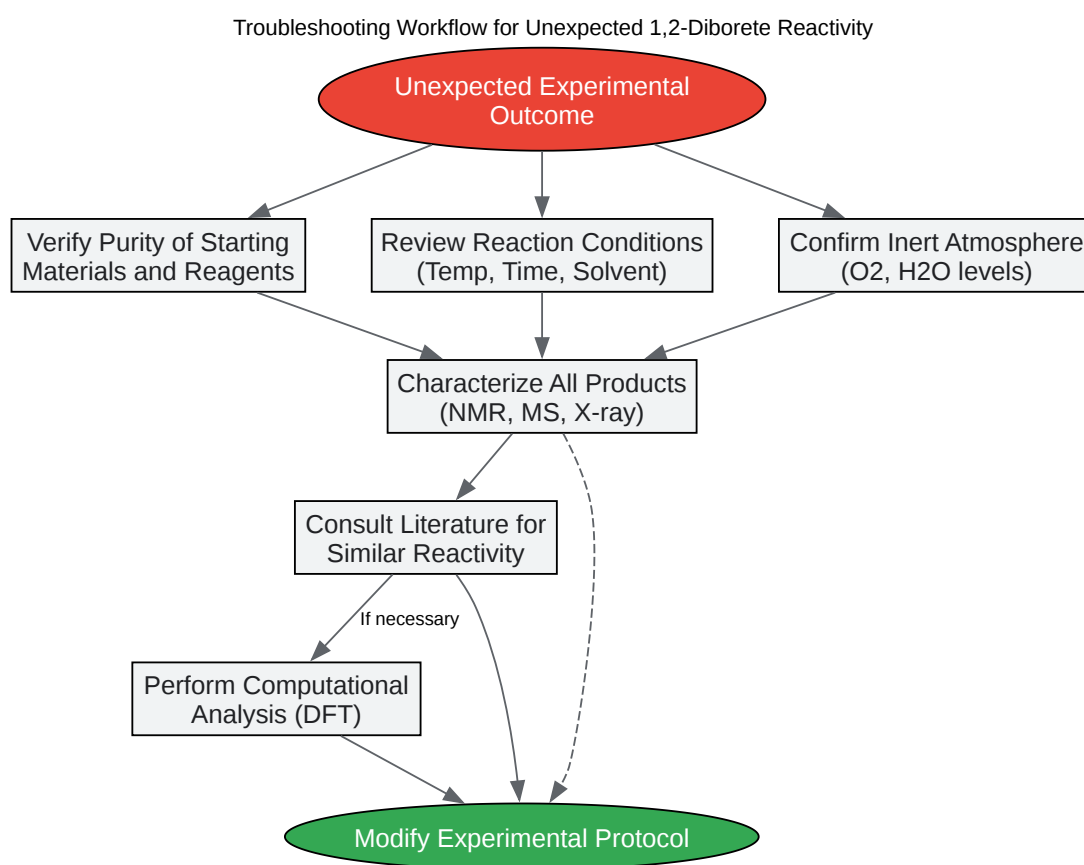 Troubleshooting Workflow for Unexpected 1,2-Diborete Reactivity
Unexpected Experimental
Outcome
Verify Purity of Starting
Materials and Reagents
Review Reaction Conditions
(Temp, Time, Solvent)
Confirm Inert Atmosphere
(O2, H2O levels)
Characterize All Products
(NMR, MS, X-ray)
Consult Literature for
Similar Reactivity
If necessary
Perform Computational
Analysis (DFT)
Modify Experimental Protocol